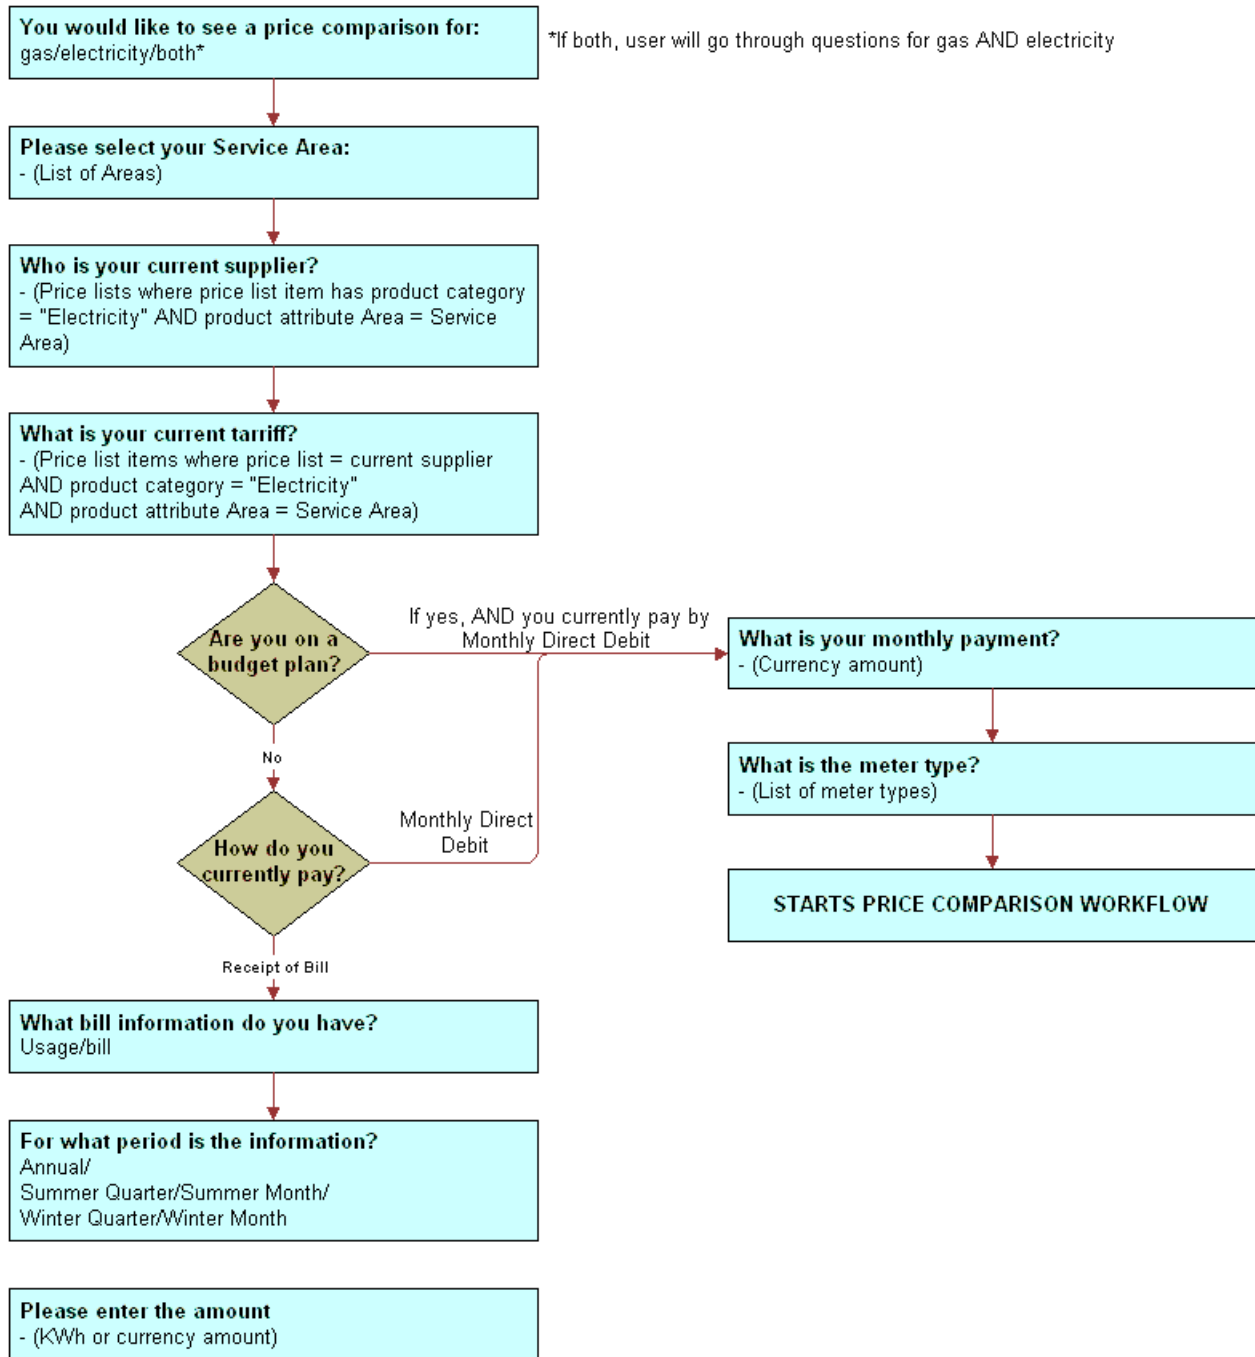 You would like to see a price comparison for:
gas/electricity/both*
*If both, user will go through questions for gas AND electricity
Please select your Service Area:
- (List of Areas)
Who is your current supplier?
- (Price lists where price list item has product category
= "Electricity" AND product attribute Area = Service
Area)
What is your current tarriff?
- (Price list items where price list = current supplier
AND product category = "Electricity"
AND product attribute Area = Service Area)
Are you on a
budget plan?
If yes, AND you currently pay by
Monthly Direct Debit
What is your monthly payment?
- (Currency amount)
No
What is the meter type?
- (List of meter types)
How do you
currently pay?
Monthly Direct
Debit
STARTS PRICE COMPARISON WORKFLOW
Receipt of Bill
What bill information do you have?
Usage/bill
For what period is the information?
Annual/
Summer Quarter/Summer Month/
Winter Quarter/Winter Month
Please enter the amount
- (KWh or currency amount)